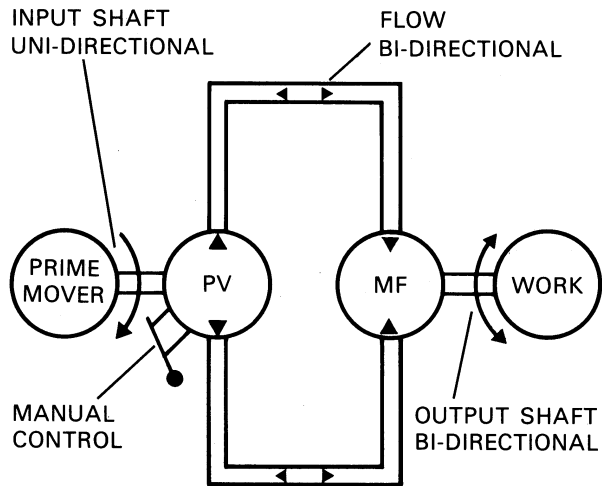 INPUT SHAFT
UNI-DIRECTIONAL
FLOW
BI-DIRECTIONAL
PRIME
MOVER
PV
MF
WORK
MANUAL
CONTROL
OUTPUT SHAFT
BI-DIRECTIONAL